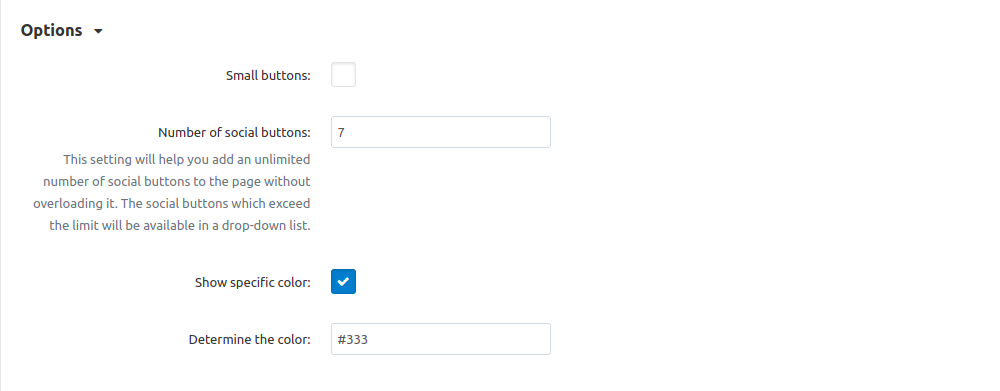 Options
Small buttons:
Number of social buttons: 7
This setting will help you add an unlimited
number of social buttons to the page without
overloading it. The social buttons which exceed
the limit will be available in a drop-down list.
Show specific color:
Determine the color: #333